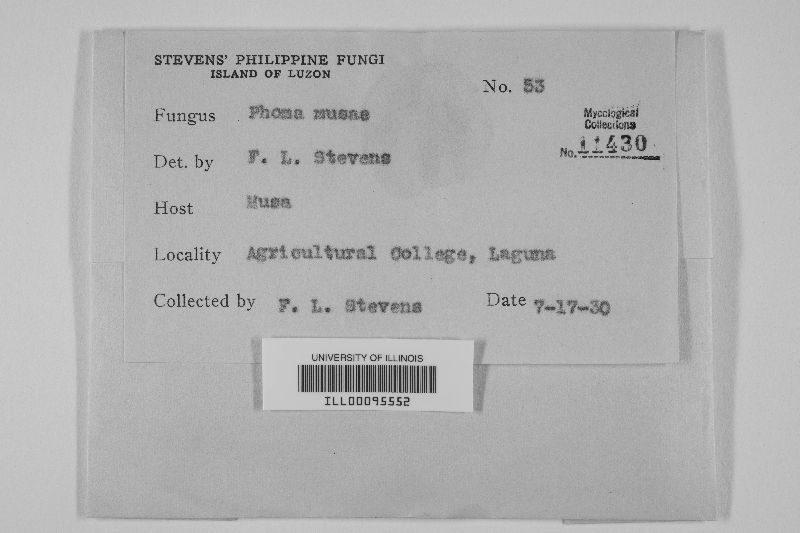 STEVENS' PHILIPPINE FUNGI
ISLAND OF LUZON
No. 53
Fungus Phoma musae
Mycological
Collections
No. 11430
Det. by F. L. Stevens
Host Musa
Locality Agricultural College, Laguna
Collected by F. L. Stevens Date 7-17-30
UNIVERSITY OF ILLINOIS
ILL00095552